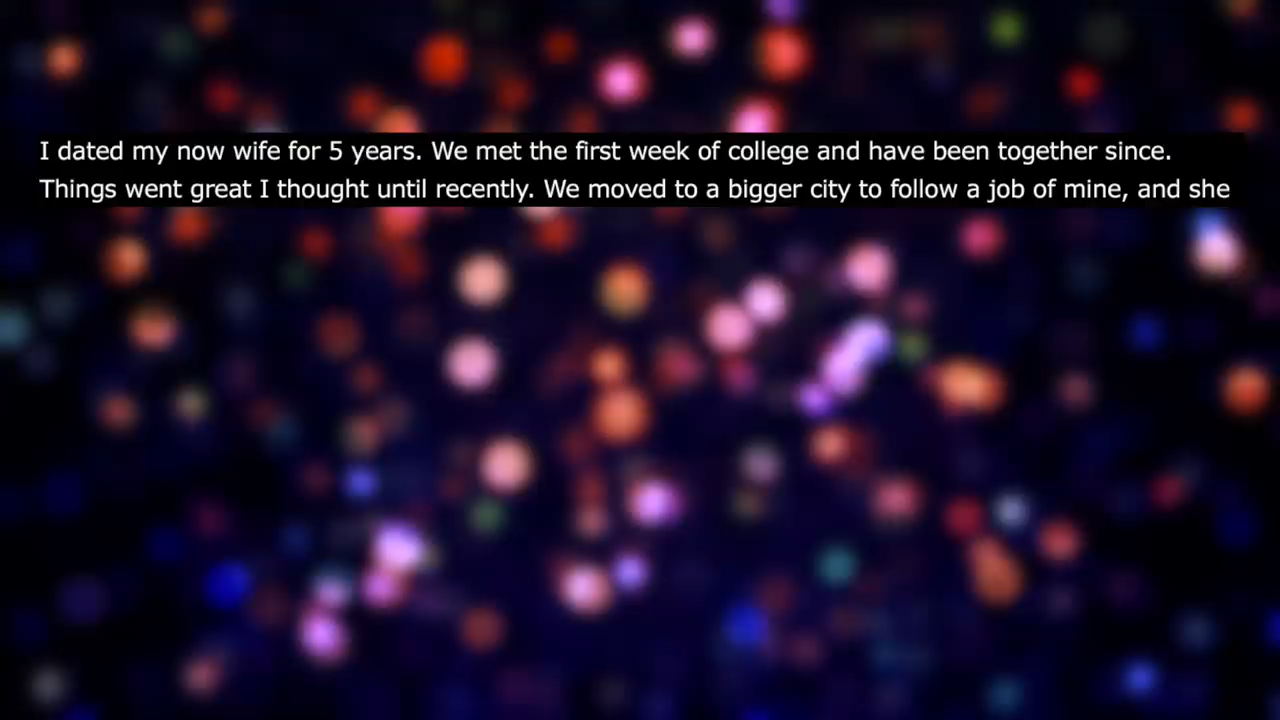 I dated my now wife for 5 years. We met the first week of college and have been together since.
Things went great I thought until recently. We moved to a bigger city to follow a job of mine, and she